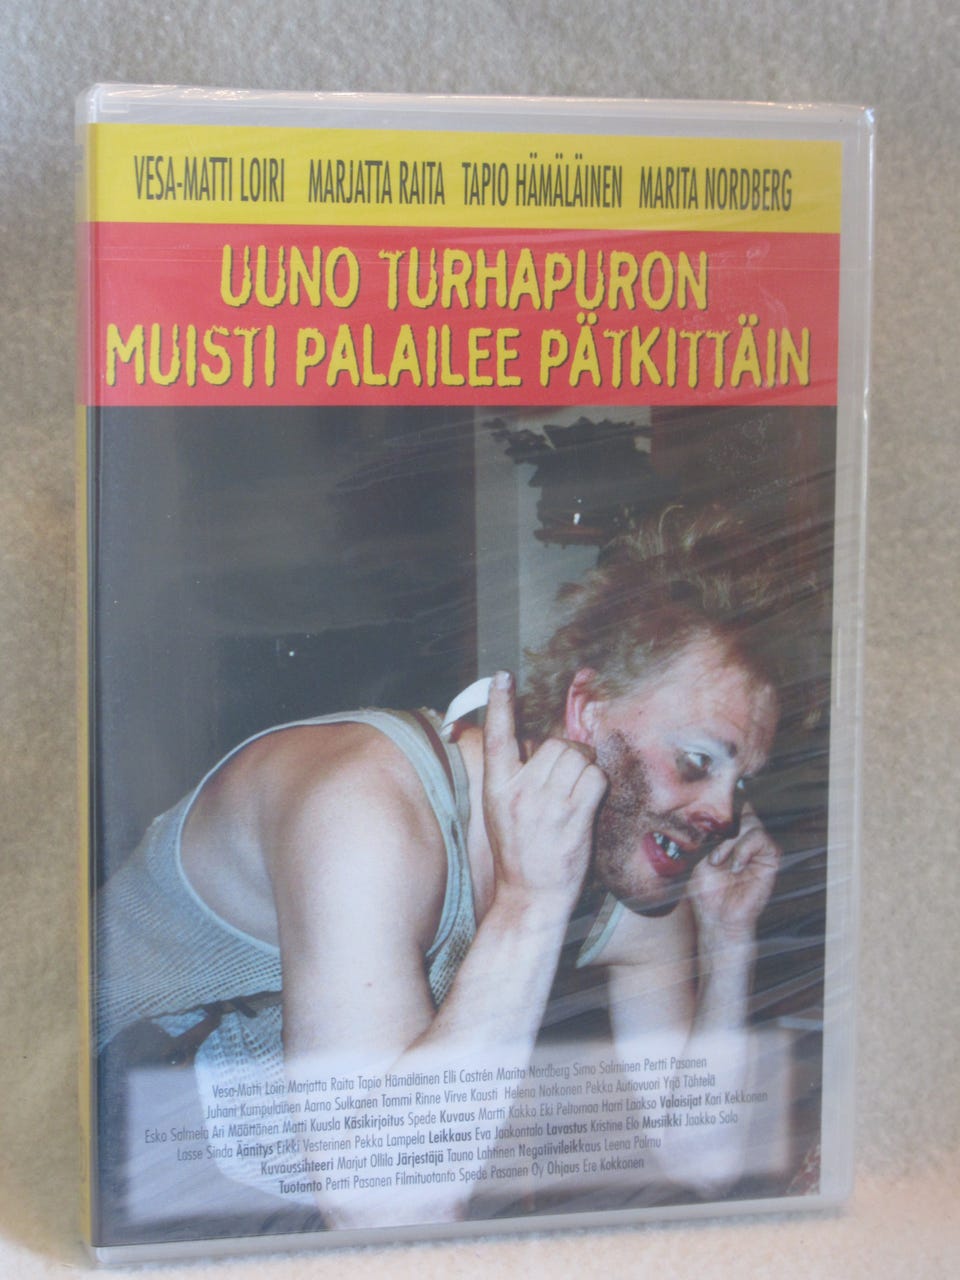 VESA-MATTI LOIRI MARJATTA RAITA TAPIO HÄMÄLÄINEN MARITA NORDBERG
UUNO TURHAPURON
MUISTI PALAILEE PÄTKITTÄIN
Vesa-Matti Loiri Marjatta Raita Tapio Hämäläinen Elli Castrén Marita Nordberg Simo Salminen Pertti Pasanen
Juhani Kumpulainen Aarno Sulkanen Tommi Rinne Virve Kausti Helena Notkonen Pekka Autiovuori Yrjö Tähtelä
Esko Salmela Ari Määttänen Matti Kuusla Käsikirjoitus Spede Kuvaus Martti Kakko Eki Peltomaa Harri Laakso Valaisijat Kari Kekkonen
Lasse Sinda Äänitys Eikki Vesterinen Pekka Lampela Leikkaus Eva Jaakontalo Lavastus Kristine Elo Musiikki Jaakko Salo
Kuvaussihteeri Marjut Ollila Järjestäjä Tauno Lahtinen Negatiivileikkaus Leena Palmu
Tuotanto Pertti Pasanen Filmituotanto Spede Pasanen Oy Ohjaus Ere Kokkonen